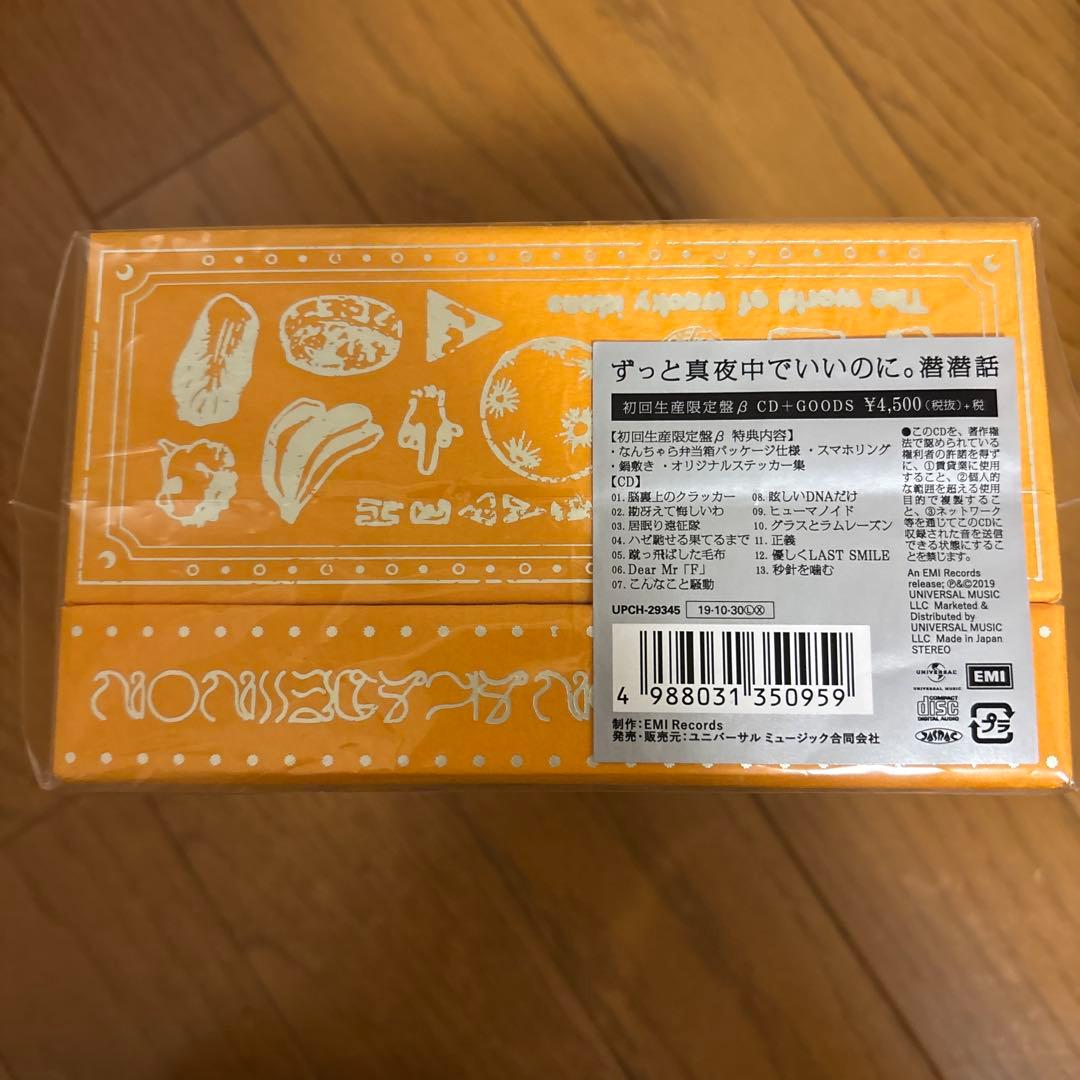 The world of wacky ideas
ずっと真夜中でいいのに。潜潜話
初回生産限定盤β CD+GOODS ¥4,500(税抜)+税
【初回生産限定盤β 特典内容】
・なんちゃら弁当箱パッケージ仕様 ・スマホリング
・鍋敷き ・オリジナルステッカー集
【CD】
01. 脳裏上のクラッカー
02. 勘冴えて悔しいわ
03. 居眠り遠征隊
04. ハゼ馳せる果てるまで
05. 蹴っ飛ばした毛布
06. Dear Mr「F」
07. こんなこと騒動
08. 眩しいDNAだけ
09. ヒューマノイド
10. グラスとラムレーズン
11. 正義
12. 優しくLAST SMILE
13. 秒針を噛む
UPCH-29345
19·10·30ⓁⓍ
4 988031 350959
制作:EMI Records
発売・販売元:ユニバーサル ミュージック合同会社
●このCDを、著作権
法で認められている
権利者の許諾を得ず
に、①賃貸業に使用
すること、②個人的
な範囲を超える使用
目的で複製するこ
と、③ネットワーク
等を通じてこのCDに
収録された音を送信
できる状態にするこ
とを禁じます。
An EMI Records
release; Ⓟ&©2019
UNIVERSAL MUSIC
LLC Marketed &
Distributed by
UNIVERSAL MUSIC
LLC Made in Japan
STEREO
UNIVERSAL
UNIVERSAL MUSIC
EMI
COMPACT
disc
DIGITAL AUDIO
JASRAC
プラ